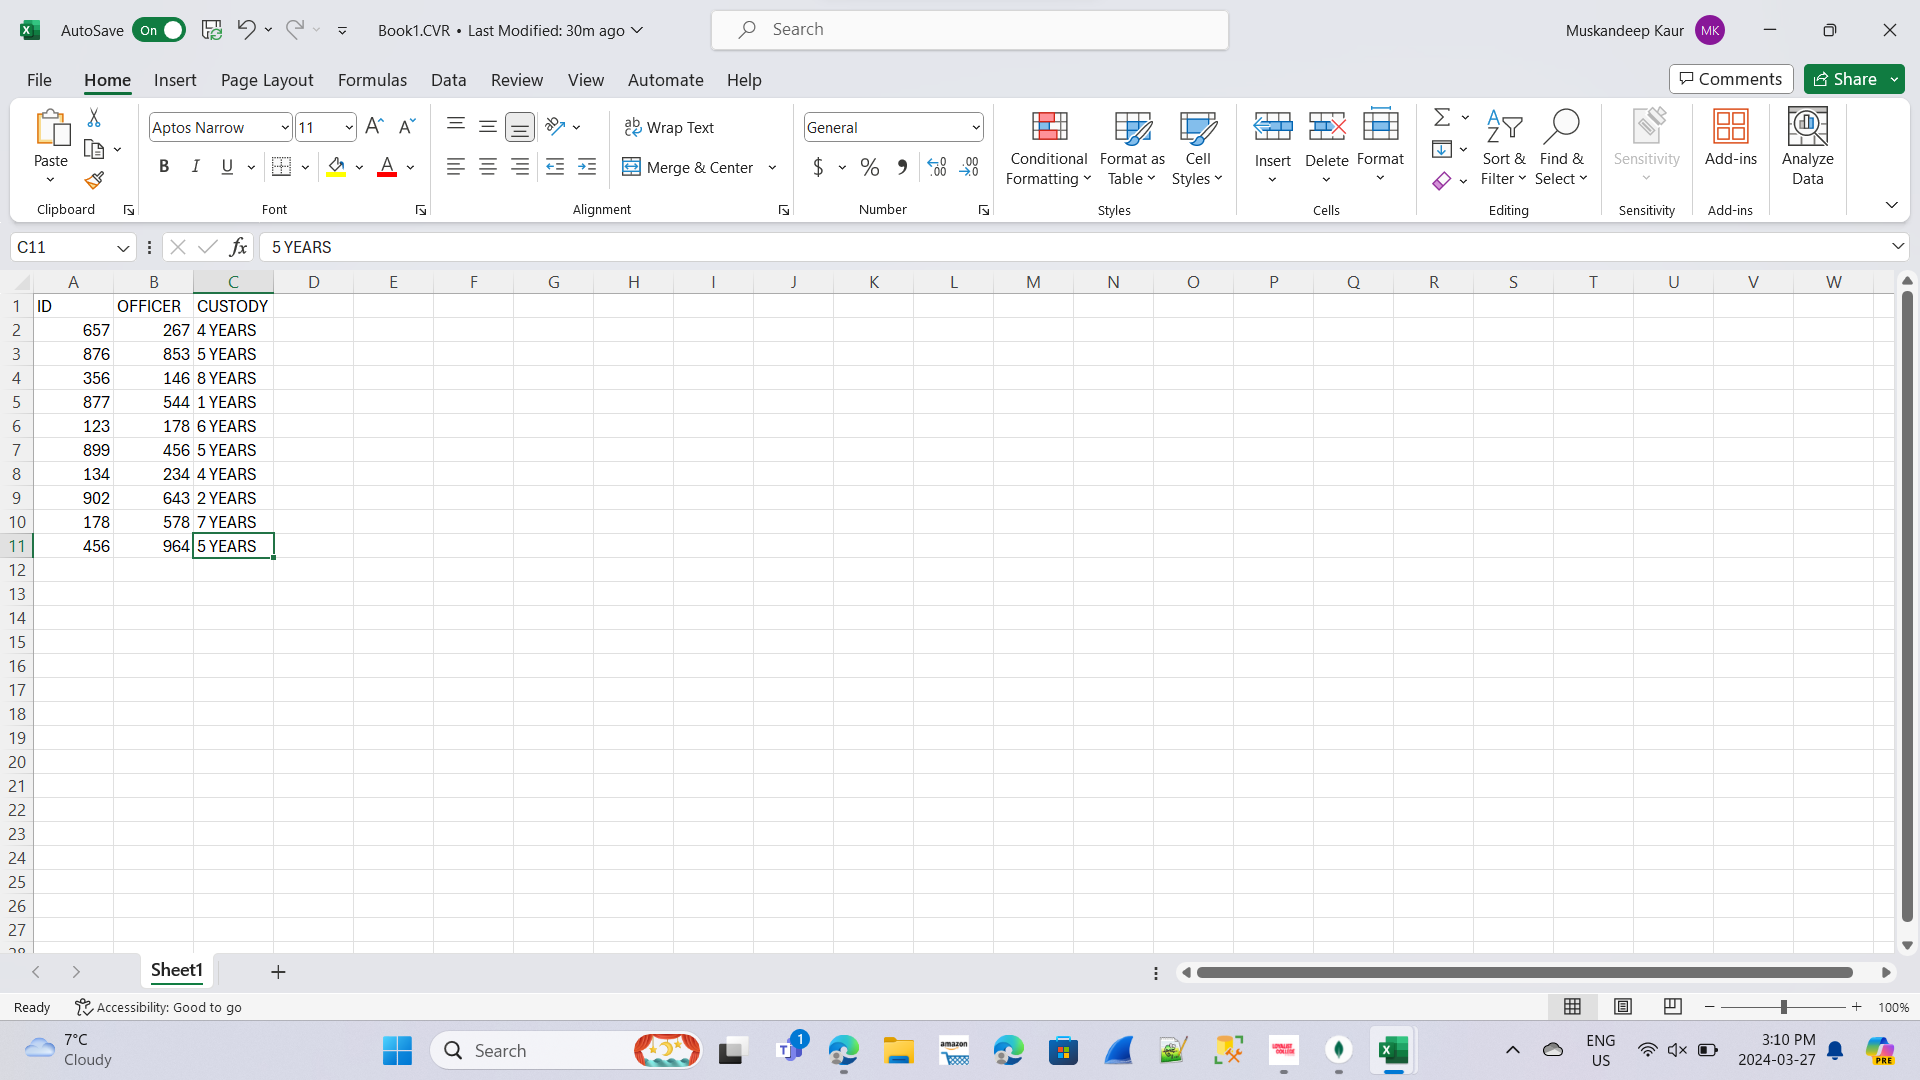 AutoSave On Book1.CVR • Last Modified: 30m ago Search Muskandeep Kaur MK
File Home Insert Page Layout Formulas Data Review View Automate Help Comments Share
Paste Aptos Narrow 11 Wrap Text General Conditional Formatting Format as Table Cell Styles Insert Delete Format Sort & Filter Find & Select Sensitivity Add-ins Analyze Data
B I U Merge & Center $ %
Clipboard Font Alignment Number Styles Cells Editing Sensitivity Add-ins
C11 fx 5 YEARS
A B C D E F G H I J K L M N O P Q R S T U V W
1 ID OFFICER CUSTODY
2 657 267 4 YEARS
3 876 853 5 YEARS
4 356 146 8 YEARS
5 877 544 1 YEARS
6 123 178 6 YEARS
7 899 456 5 YEARS
8 134 234 4 YEARS
9 902 643 2 YEARS
10 178 578 7 YEARS
11 456 964 5 YEARS
12
13
14
15
16
17
18
19
20
21
22
23
24
25
26
27
28
Sheet1
Ready Accessibility: Good to go 100%
7°C Search 1 amazon ENG 3:10 PM
Cloudy US 2024-03-27 PRE